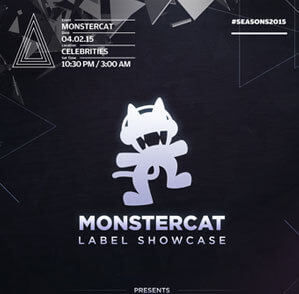 Event
MONSTERCAT
Date
04.02.15
Location
CELEBRITIES
Set Time
10:30 PM / 3:00 AM
#SEASONS2015
MONSTERCAT
LABEL SHOWCASE
PRESENTS